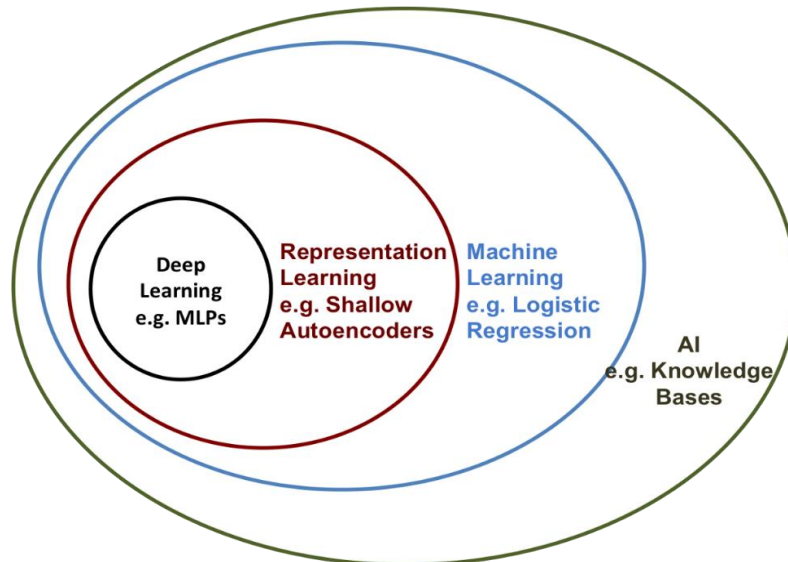 Deep
Learning
e.g. MLPs
Representation
Learning
e.g. Shallow
Autoencoders
Machine
Learning
e.g. Logistic
Regression
AI
e.g. Knowledge
Bases